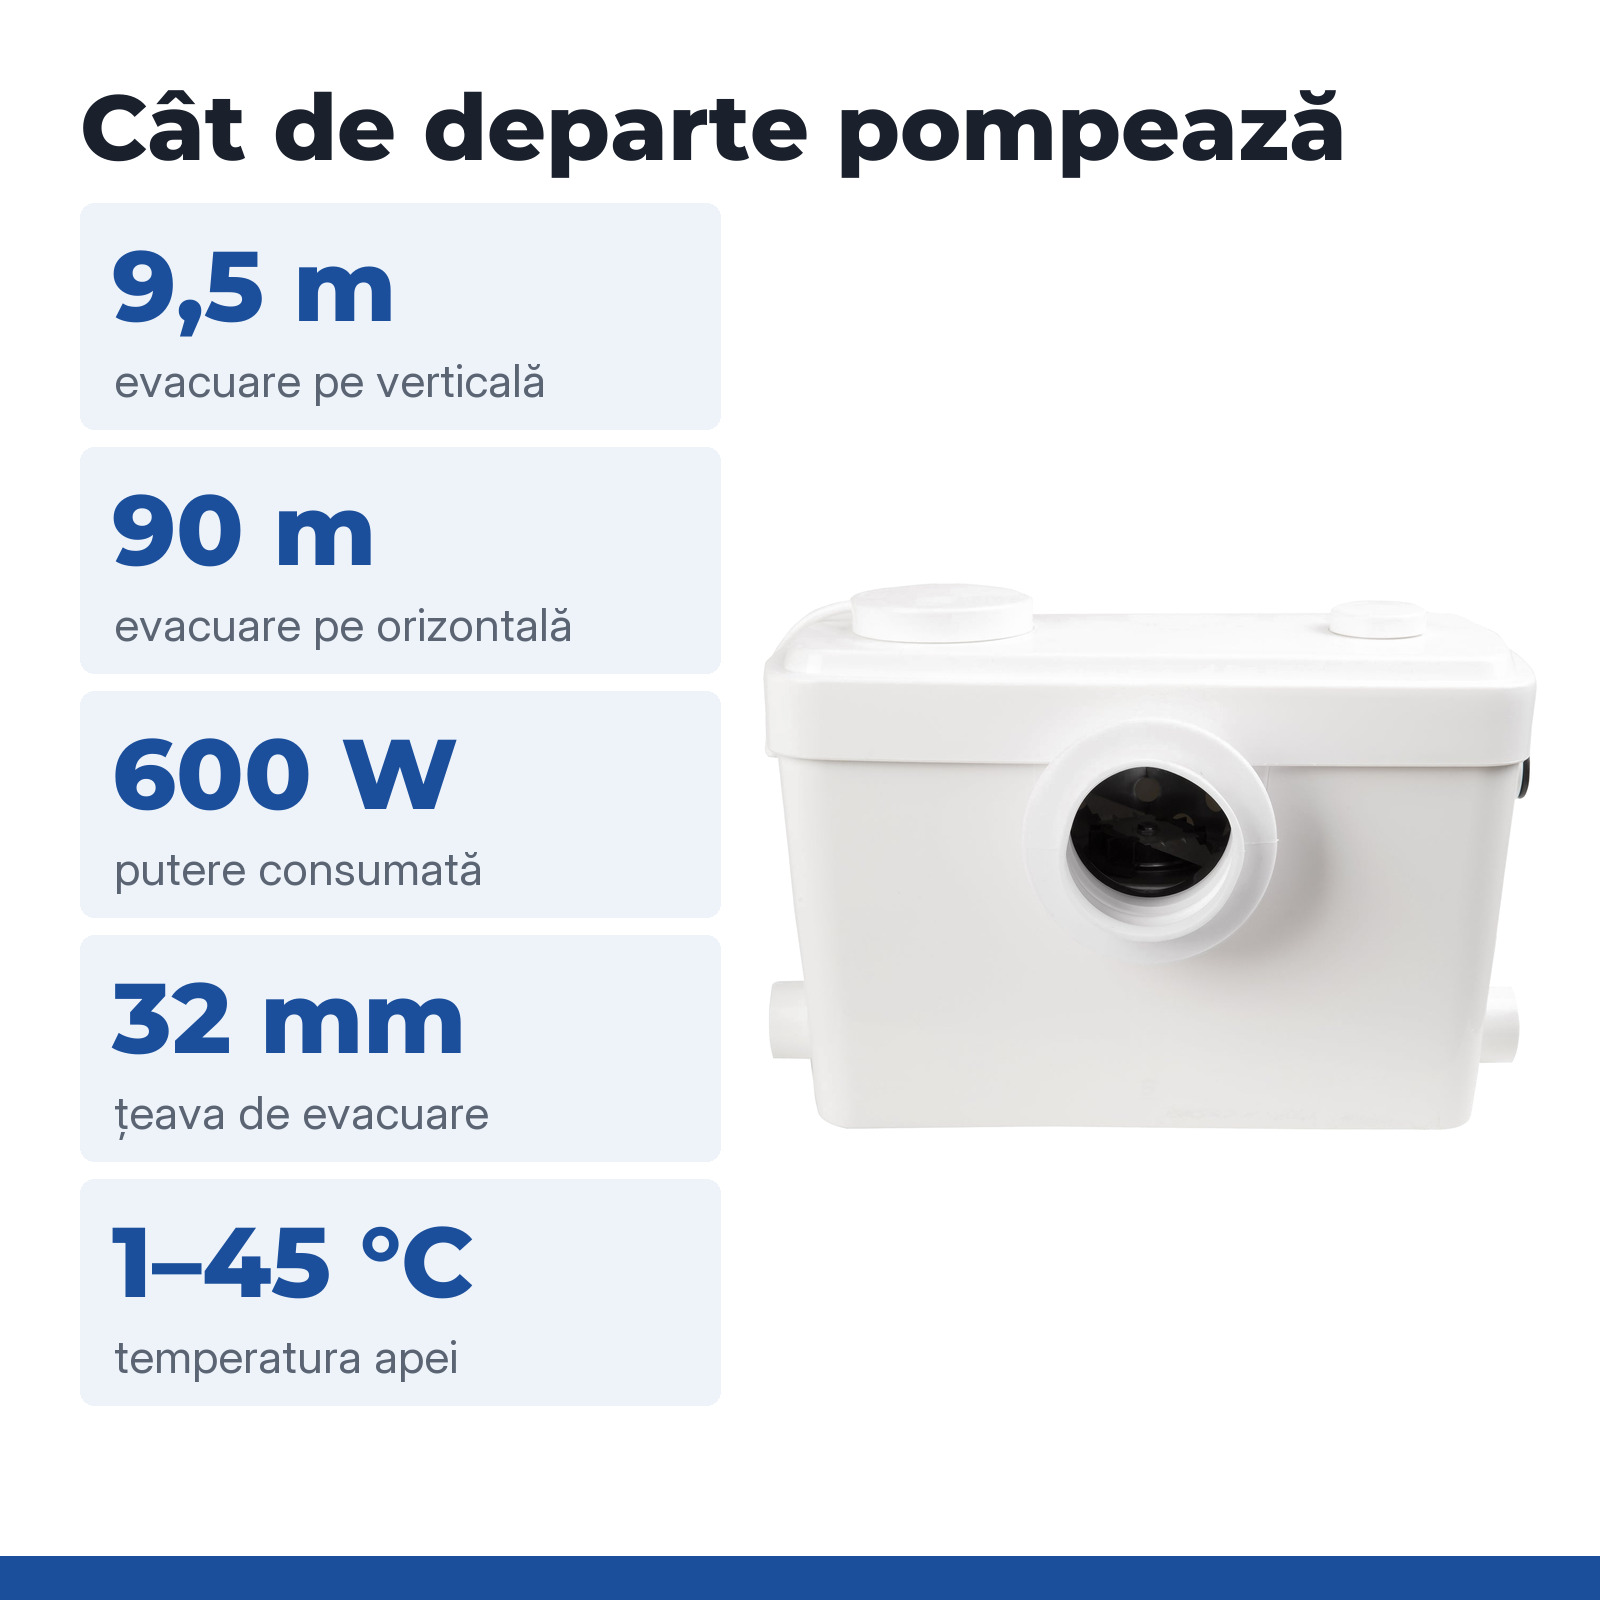 Cât de departe pompează
9,5 m
evacuare pe verticală
90 m
evacuare pe orizontală
600 W
putere consumată
32 mm
țeava de evacuare
1–45 °C
temperatura apei